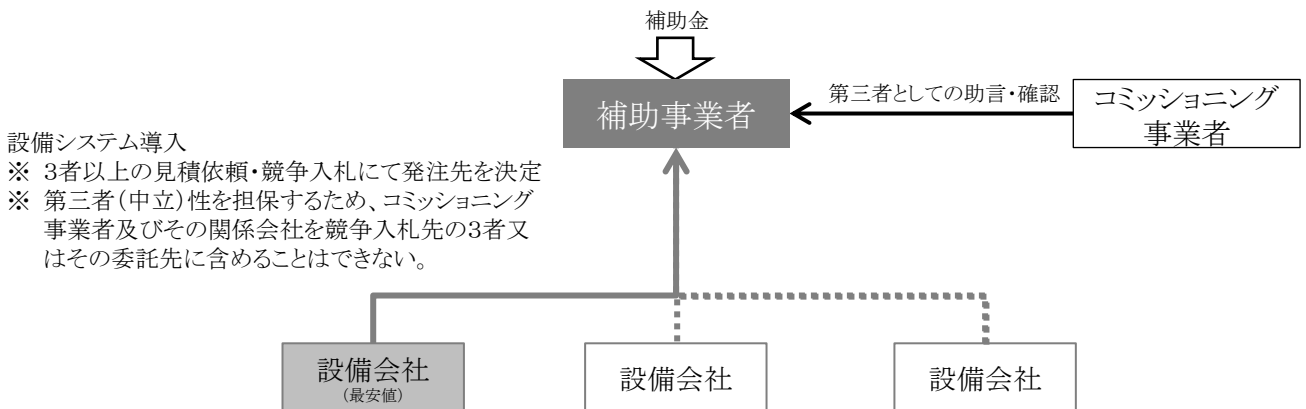 補助金
補助事業者
第三者としての助言・確認
コミッショニング
事業者
設備システム導入
※ 3者以上の見積依頼・競争入札にて発注先を決定
※ 第三者(中立)性を担保するため、コミッショニング
事業者及びその関係会社を競争入札先の3者又
はその委託先に含めることはできない。
設備会社
(最安値)
設備会社
設備会社